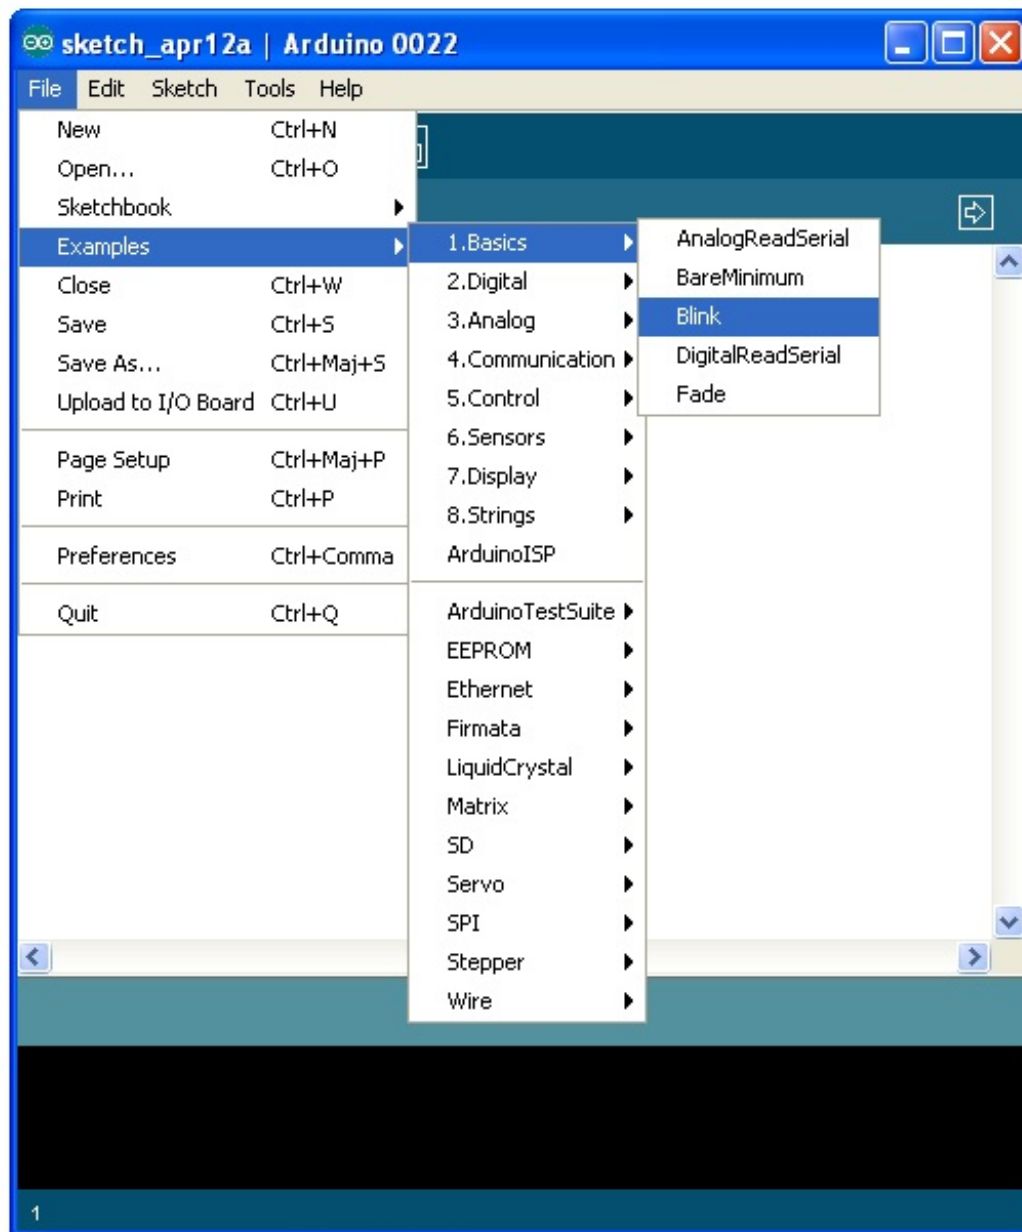 sketch_apr12a | Arduino 0022
File Edit Sketch Tools Help
New Ctrl+N
Open... Ctrl+O
Sketchbook
Examples
Close Ctrl+W
Save Ctrl+S
Save As... Ctrl+Maj+S
Upload to I/O Board Ctrl+U
Page Setup Ctrl+Maj+P
Print Ctrl+P
Preferences Ctrl+Comma
Quit Ctrl+Q
1.Basics
2.Digital
3.Analog
4.Communication
5.Control
6.Sensors
7.Display
8.Strings
ArduinoISP
ArduinoTestSuite
EEPROM
Ethernet
Firmata
LiquidCrystal
Matrix
SD
Servo
SPI
Stepper
Wire
AnalogReadSerial
BareMinimum
Blink
DigitalReadSerial
Fade
1